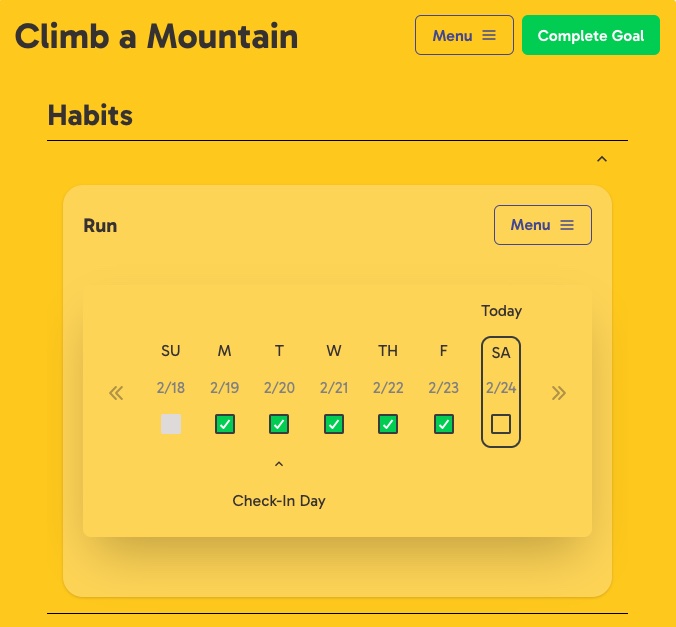 Climb a Mountain
Menu
Complete Goal
Habits
Run
Menu
Today
SU M T W TH F SA
2/18 2/19 2/20 2/21 2/22 2/23 2/24
Check-In Day